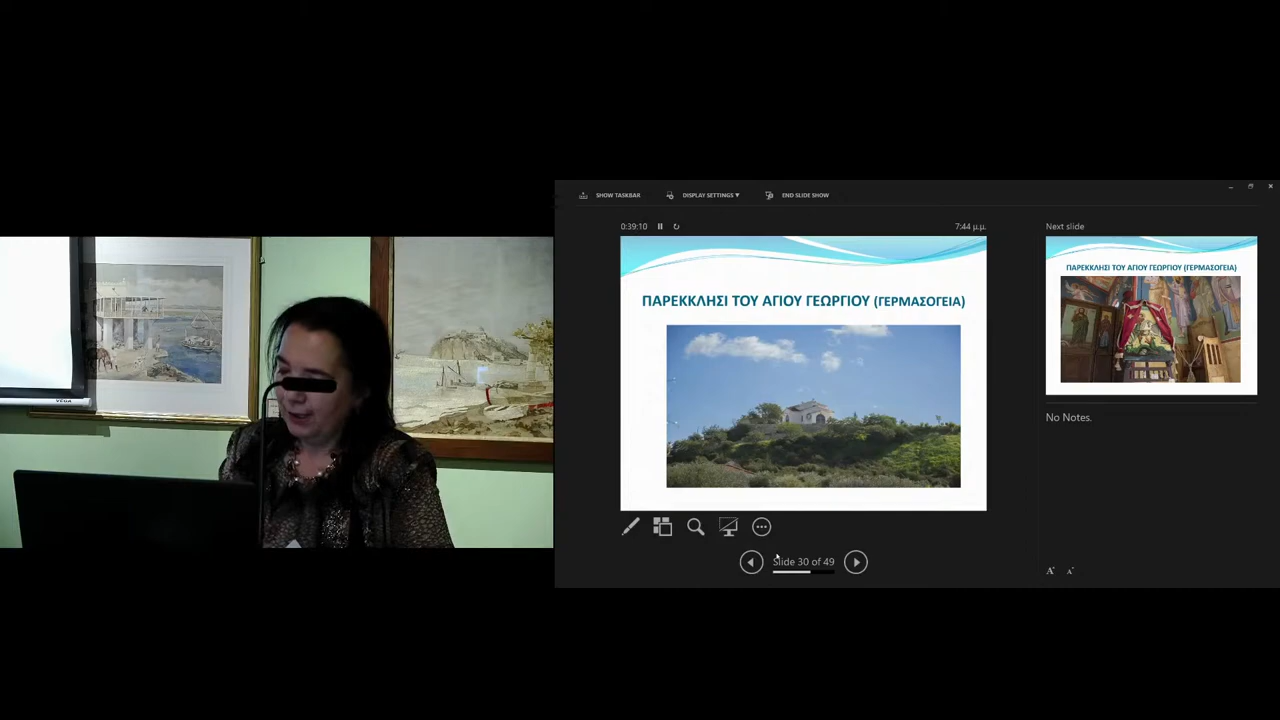 VEGA
SHOW TASKBAR
DISPLAY SETTINGS ▾
END SLIDE SHOW
0:39:10
7:44 μ.μ.
ΠΑΡΕΚΚΛΗΣΙ ΤΟΥ ΑΓΙΟΥ ΓΕΩΡΓΙΟΥ (ΓΕΡΜΑΣΟΓΕΙΑ)
Slide 30 of 49
Next slide
ΠΑΡΕΚΚΛΗΣΙ ΤΟΥ ΑΓΙΟΥ ΓΕΩΡΓΙΟΥ (ΓΕΡΜΑΣΟΓΕΙΑ)
No Notes.
A A